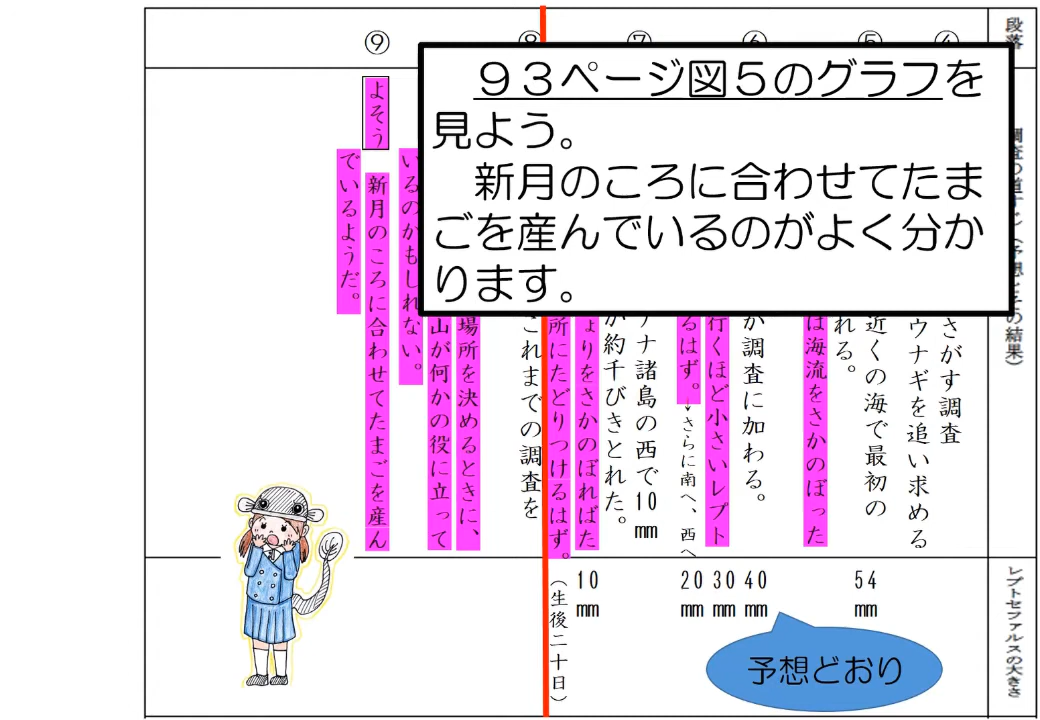 ９３ページ図５のグラフを
見よう。
新月のころに合わせてたま
ごを産んでいるのがよく分か
ります。
段落
調査の道すじ（予想とその結果）
レプトセファルスの大きさ
④
さがす調査
ウナギを追い求める
⑤
近くの海で最初の
れる。
54
mm
は海流をさかのぼった
⑥
が調査に加わる。
40
mm
行くほど小さいレプト
30
mm
るはず。→さらに南へ、西へ
20
mm
⑦
ナ諸島の西で10mm
が約千びきとれた。
ょりをさかのぼればた
所にたどりつけるはず。
10
mm
（生後二十日）
⑧
これまでの調査を
場所を決めるときに、
山が何かの役に立って
いるのかもしれない。
⑨
よそう
新月のころに合わせてたまごを産ん
でいるようだ。
予想どおり